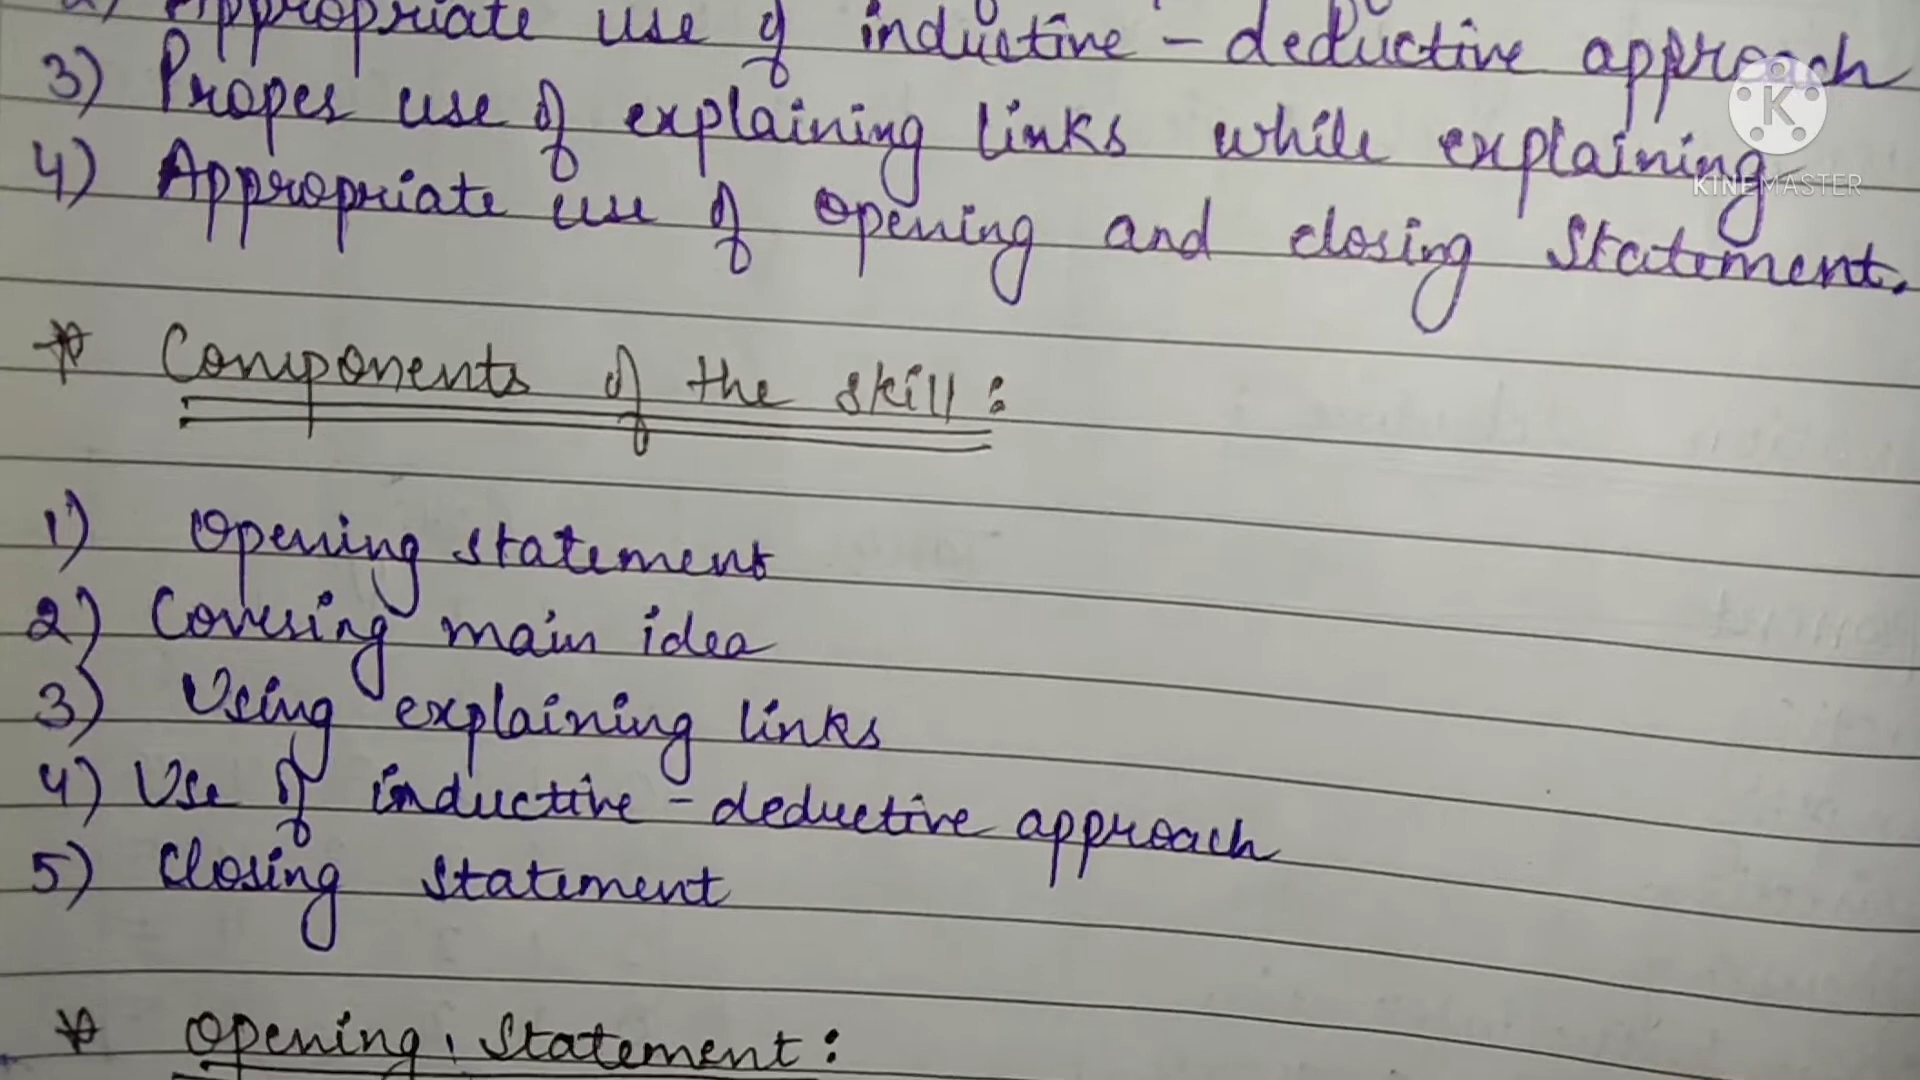 2) Appropriate use of inductive - deductive approach
3) Proper use of explaining links while explaining
4) Appropriate use of opening and closing statement.
* Components of the skill:
1) Opening statement
2) Covering main idea
3) Using explaining links
4) Use of inductive - deductive approach
5) Closing statement
* Opening Statement:
K
KINEMASTER